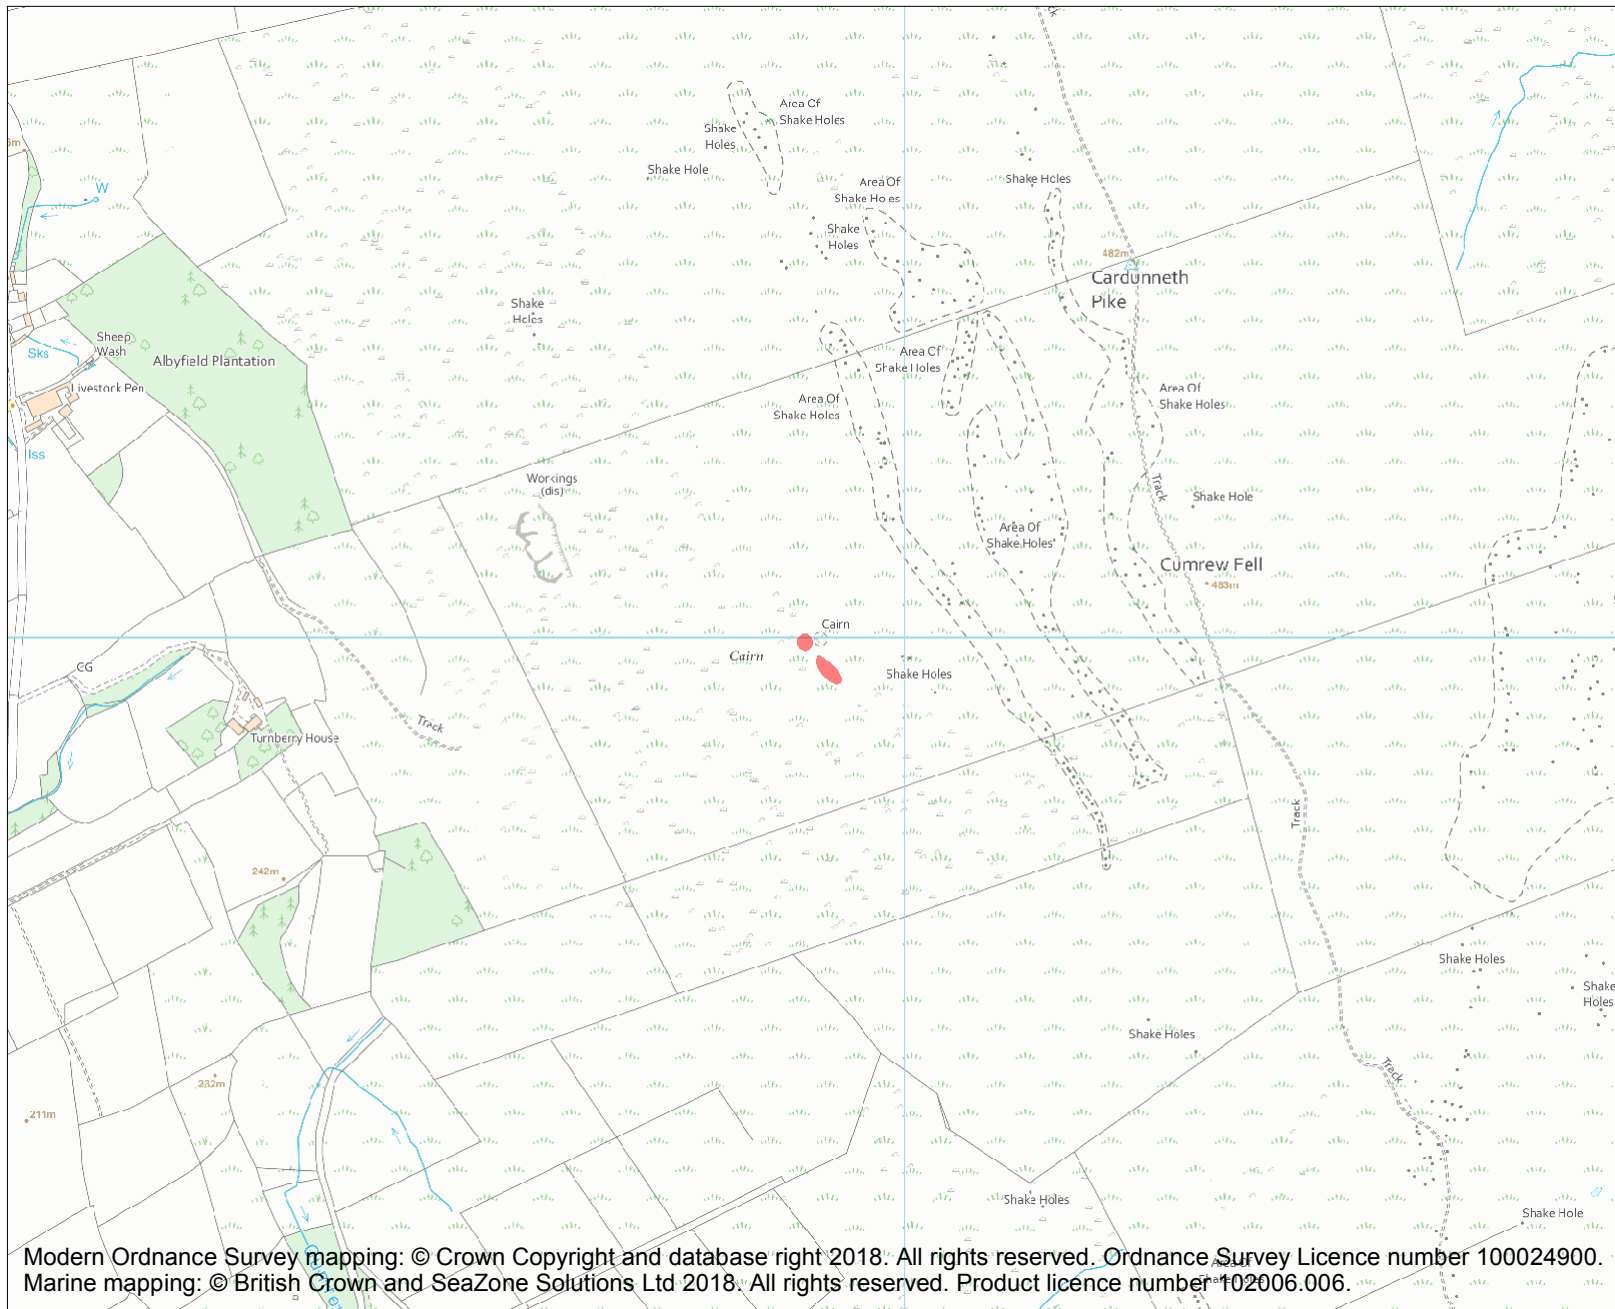 Area Of
Shake Holes
Shake
Holes
Shake Hole
Area Of
Shake Holes
Shake Holes
W
Shake
Holes
482m
Cardunneth
Pike
Shake
Holes
Sheep
Wash
Sks
Albyfield Plantation
Livestock Pen
Area Of
Shake Holes
Area Of
Shake Holes
Area Of
Shake Holes
Iss
Workings
(dis)
Track
Shake Hole
Area Of
Shake Holes
Cumrew Fell
483m
Cairn
Cairn
CG
Shake Holes
Track
Turnberry House
Track
242m
Shake Holes
Shake
Holes
Shake Holes
Track
232m
211m
Shake Holes
Shake Hole
Area Of
Shake Holes
Modern Ordnance Survey mapping: © Crown Copyright and database right 2018. All rights reserved. Ordnance Survey Licence number 100024900.
Marine mapping: © British Crown and SeaZone Solutions Ltd 2018. All rights reserved. Product licence number 102006.006.